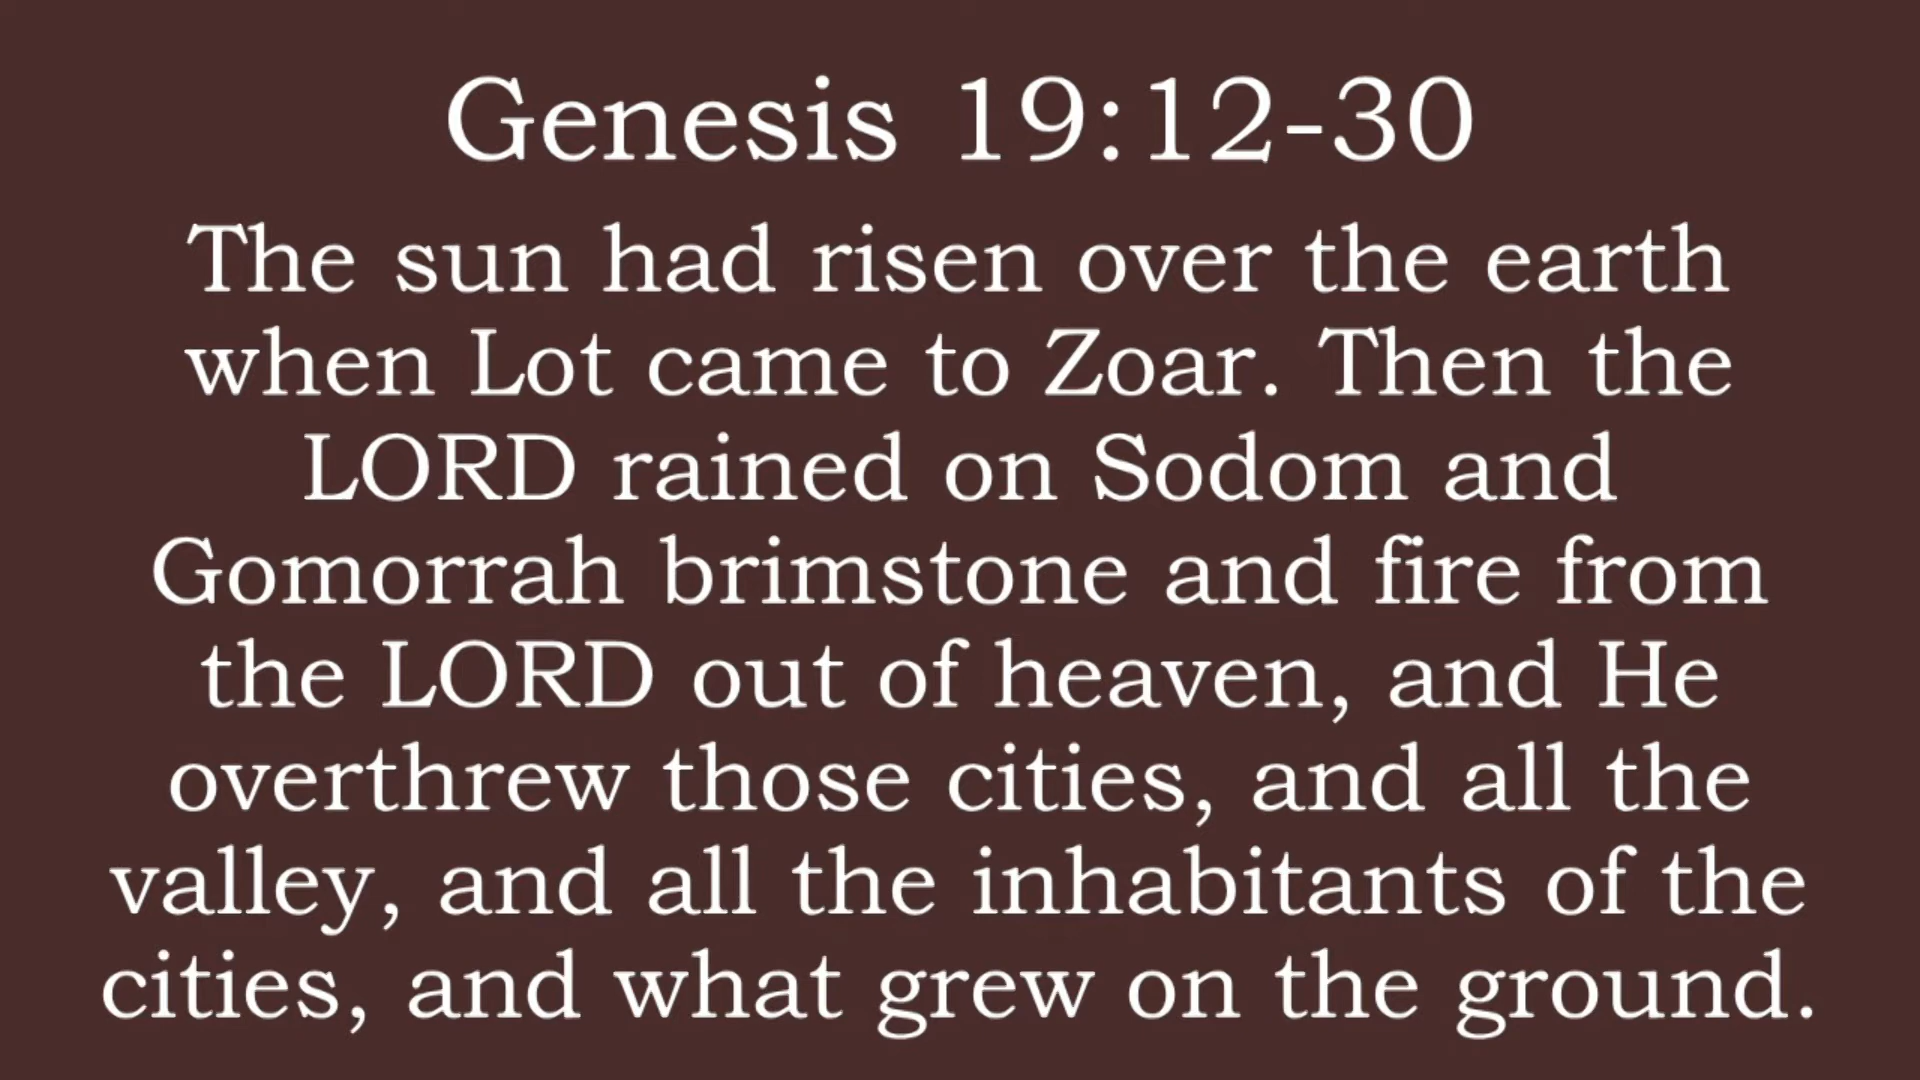 Genesis 19:12-30
The sun had risen over the earth
when Lot came to Zoar. Then the
LORD rained on Sodom and
Gomorrah brimstone and fire from
the LORD out of heaven, and He
overthrew those cities, and all the
valley, and all the inhabitants of the
cities, and what grew on the ground.